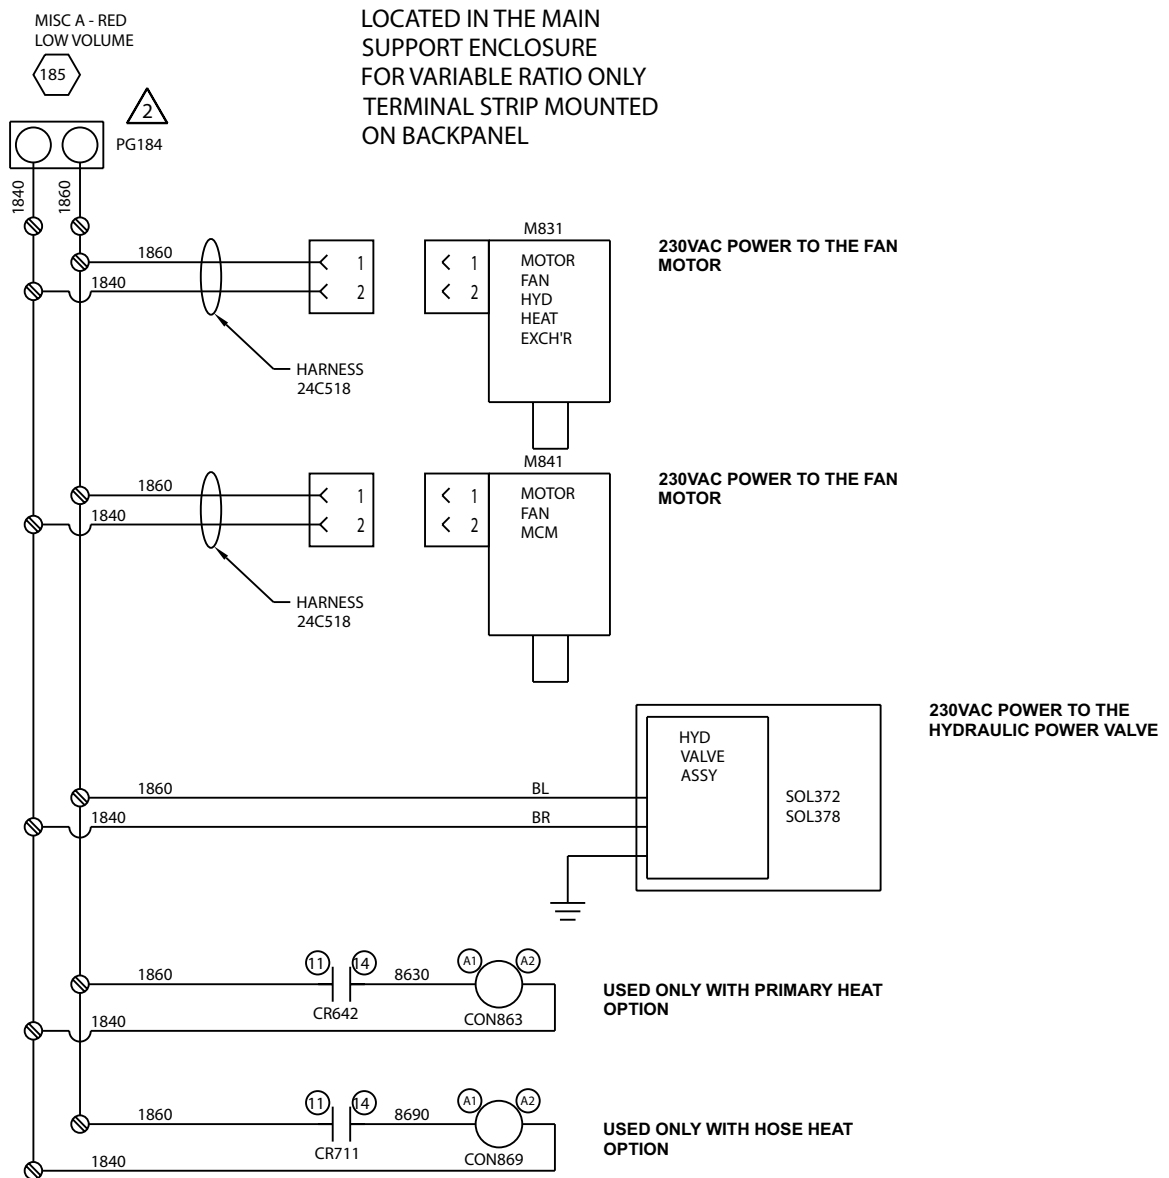 MISC A - RED
LOW VOLUME
185
2
PG184
LOCATED IN THE MAIN
SUPPORT ENCLOSURE
FOR VARIABLE RATIO ONLY
TERMINAL STRIP MOUNTED
ON BACKPANEL
1840
1860
1860
1840
HARNESS
24C518
1
2
1
2
M831
MOTOR
FAN
HYD
HEAT
EXCH'R
230VAC POWER TO THE FAN
MOTOR
1860
1840
HARNESS
24C518
1
2
1
2
M841
MOTOR
FAN
MCM
230VAC POWER TO THE FAN
MOTOR
1860
BL
1840
BR
HYD
VALVE
ASSY
SOL372
SOL378
230VAC POWER TO THE
HYDRAULIC POWER VALVE
1860
11
14
CR642
8630
A1
A2
CON863
1840
USED ONLY WITH PRIMARY HEAT
OPTION
1860
11
14
CR711
8690
A1
A2
CON869
1840
USED ONLY WITH HOSE HEAT
OPTION